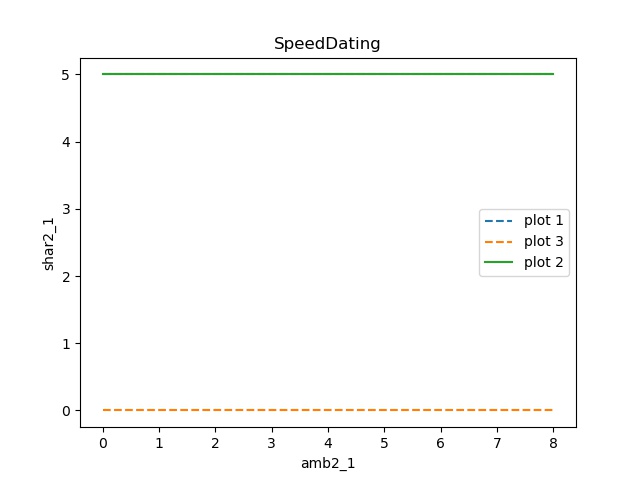 SpeedDating
5
4
3
2
1
0
shar2_1
plot 1
plot 3
plot 2
0 1 2 3 4 5 6 7 8
amb2_1